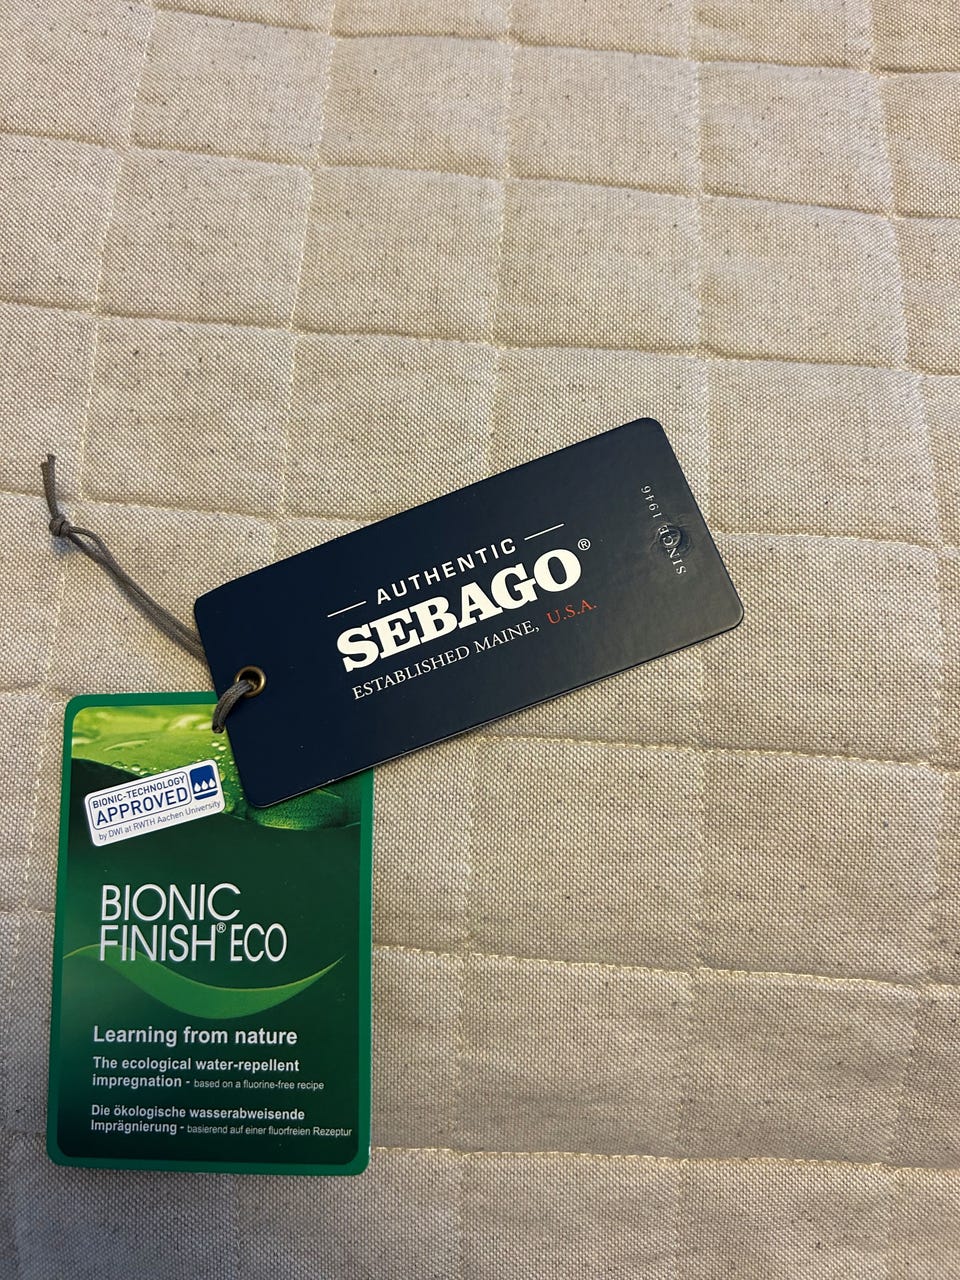 AUTHENTIC
SEBAGO®
ESTABLISHED MAINE, U.S.A.
SINCE 1946
BIONIC-TECHNOLOGY
APPROVED
by DWI at RWTH Aachen University
BIONIC
FINISH® ECO
Learning from nature
The ecological water-repellent
impregnation - based on a fluorine-free recipe
Die ökologische wasserabweisende
Imprägnierung - basierend auf einer fluorfreien Rezeptur